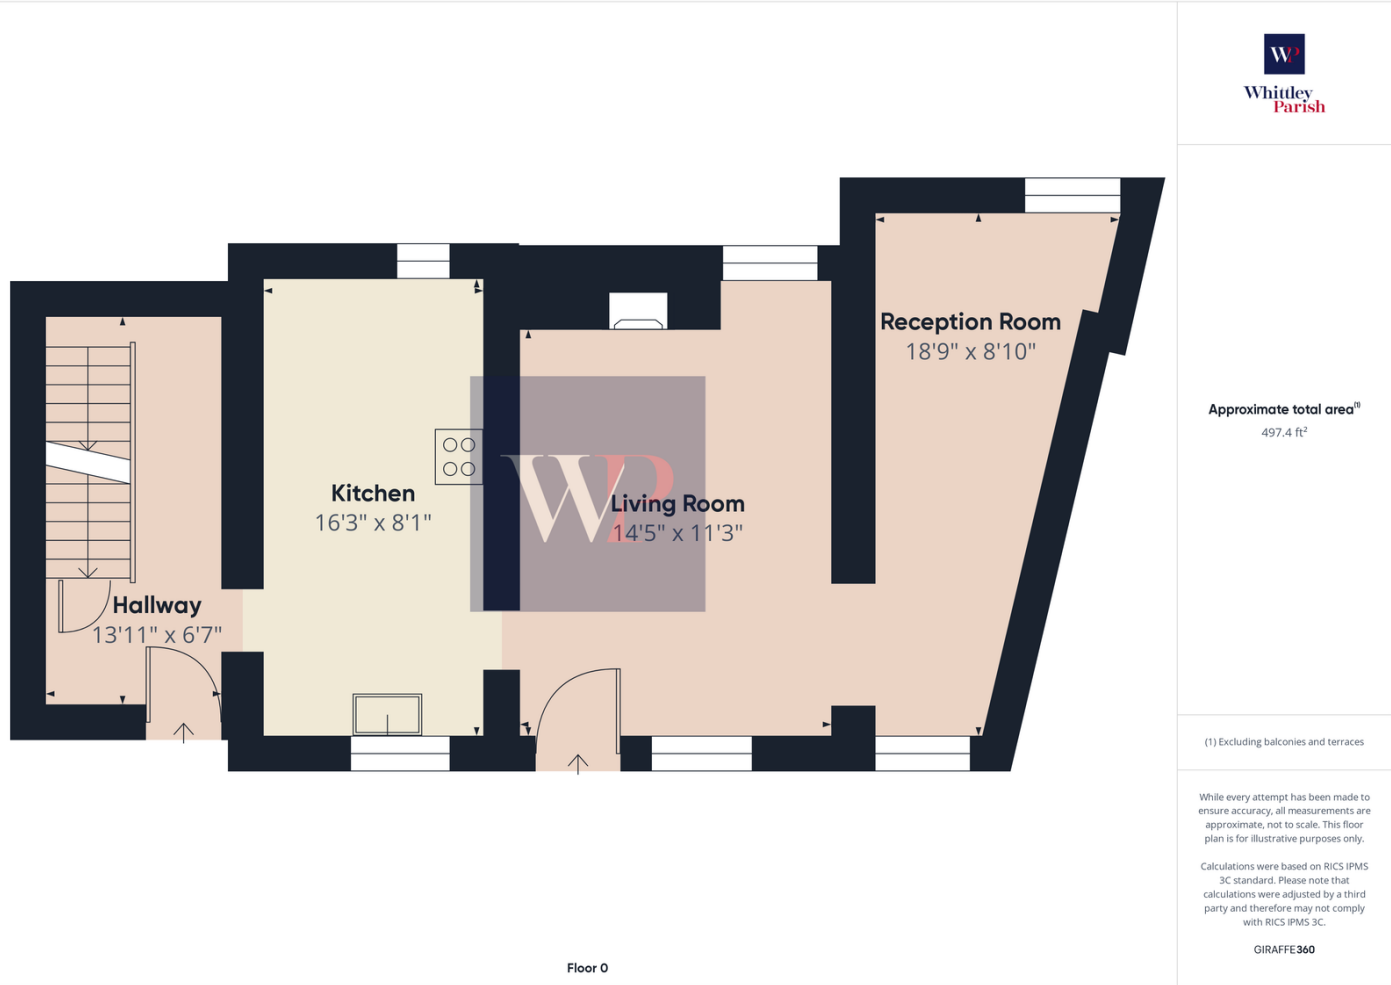 WP
Whittley
Parish
Reception Room
18'9" x 8'10"
Approximate total area(1)
497.4 ft²
Kitchen
16'3" x 8'1"
WP
Living Room
14'5" x 11'3"
Hallway
13'11" x 6'7"
(1) Excluding balconies and terraces
While every attempt has been made to
ensure accuracy, all measurements are
approximate, not to scale. This floor
plan is for illustrative purposes only.
Calculations were based on RICS IPMS
3C standard. Please note that
calculations were adjusted by a third
party and therefore may not comply
with RICS IPMS 3C.
GIRAFFE360
Floor 0